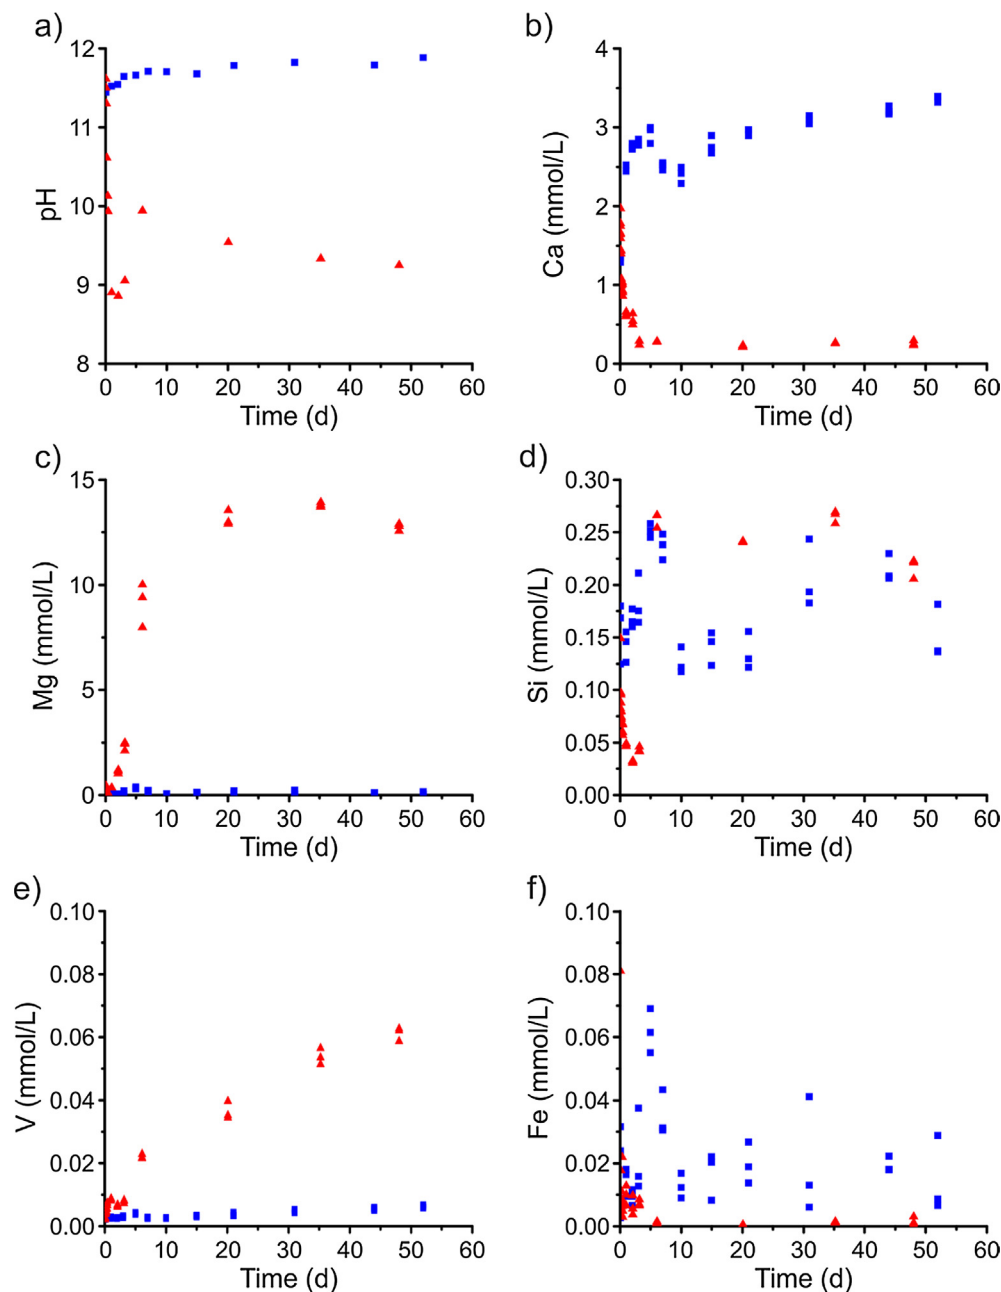 a)
12
11
10
9
8
pH
0 10 20 30 40 50 60
Time (d)
b)
4
3
2
1
0
Ca (mmol/L)
0 10 20 30 40 50 60
Time (d)
c)
15
10
5
0
Mg (mmol/L)
0 10 20 30 40 50 60
Time (d)
d)
0.30
0.25
0.20
0.15
0.10
0.05
0.00
Si (mmol/L)
0 10 20 30 40 50 60
Time (d)
e)
0.10
0.08
0.06
0.04
0.02
0.00
V (mmol/L)
0 10 20 30 40 50 60
Time (d)
f)
0.10
0.08
0.06
0.04
0.02
0.00
Fe (mmol/L)
0 10 20 30 40 50 60
Time (d)